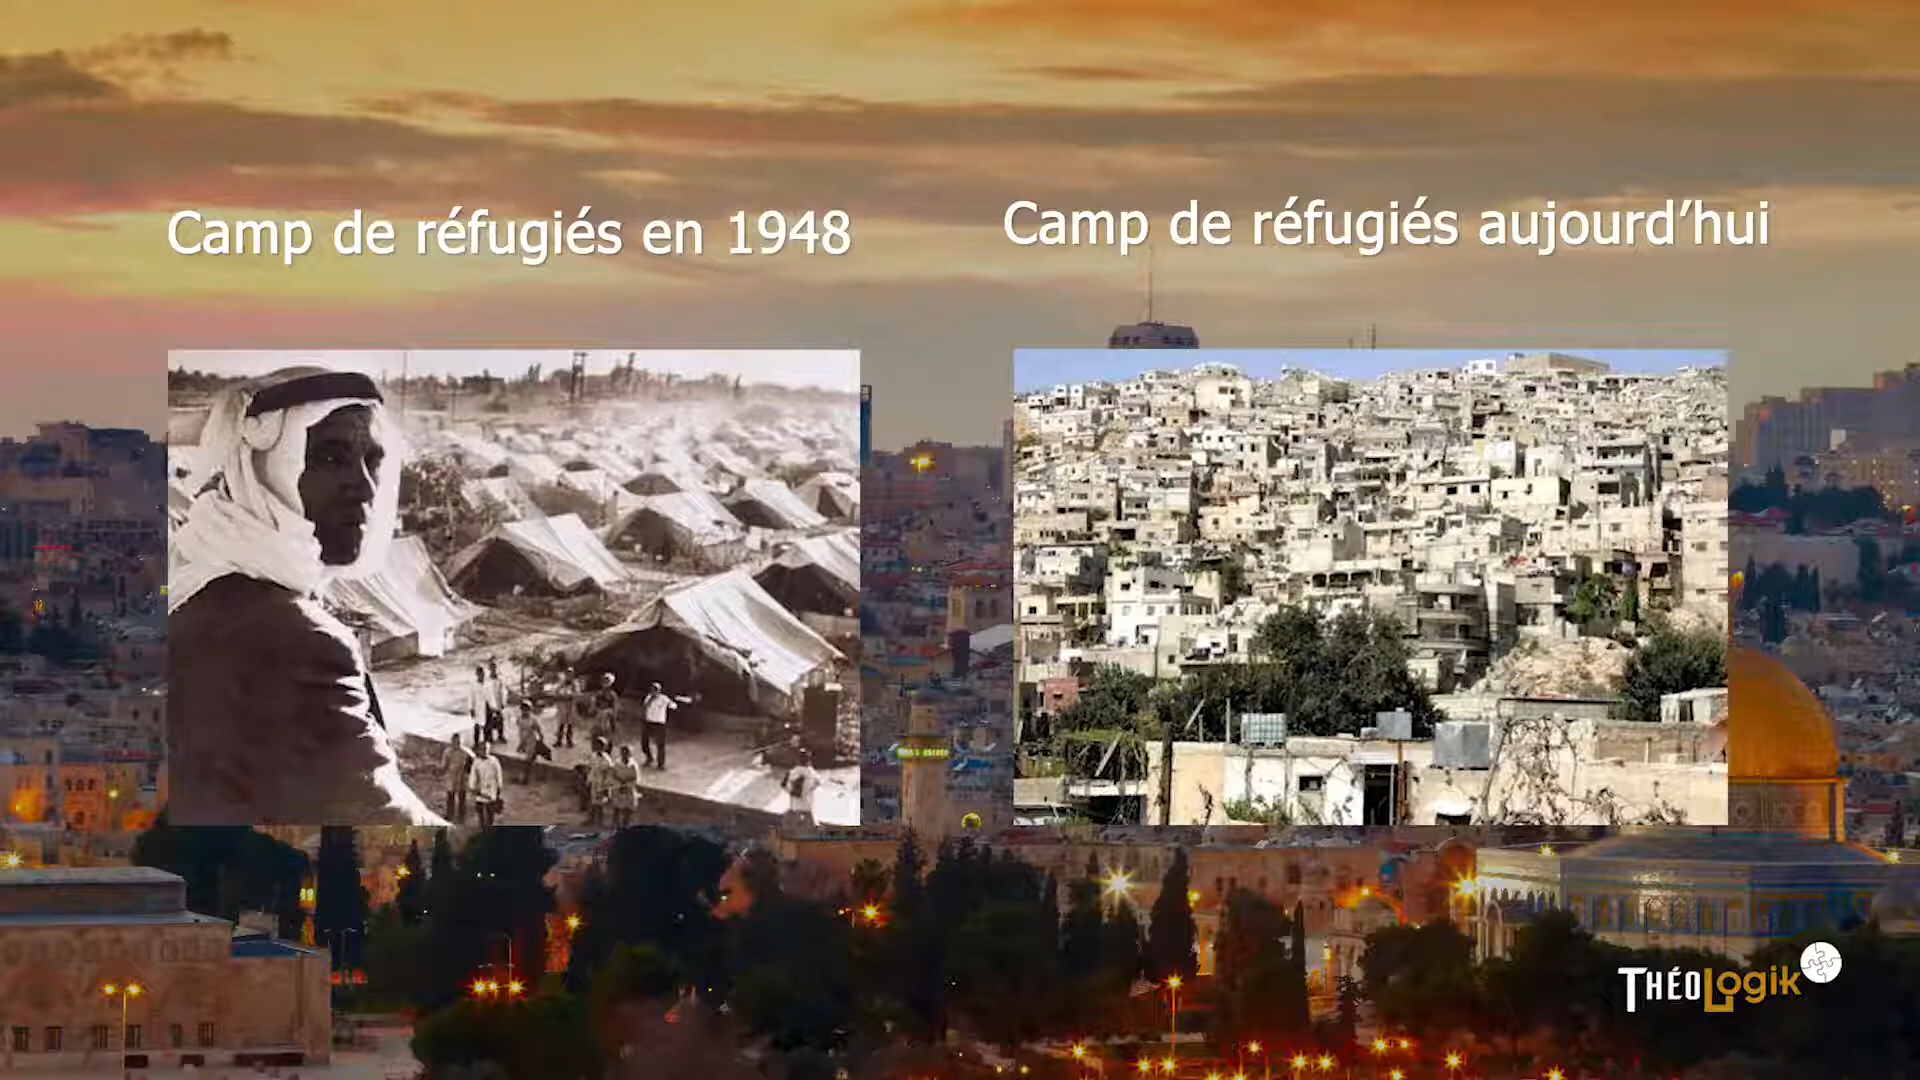 Camp de réfugiés en 1948
Camp de réfugiés aujourd’hui
THÉOLogik